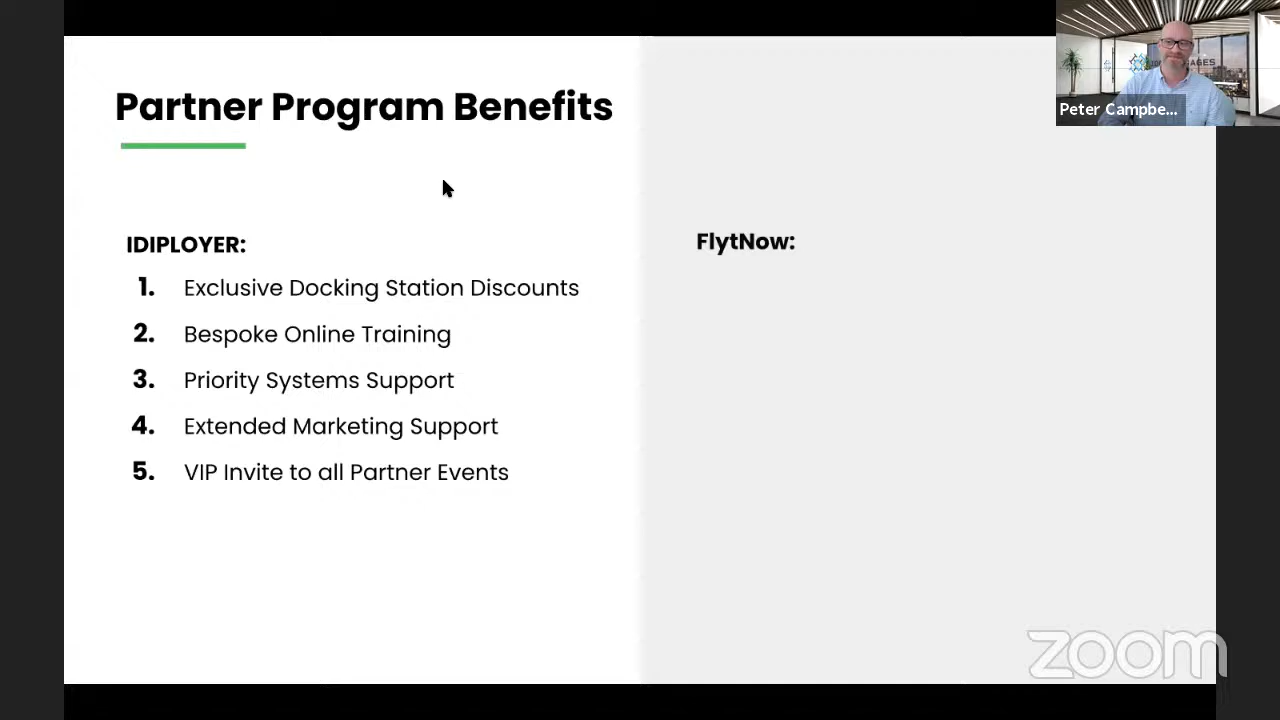 Partner Program Benefits
IDIPLOYER:
1. Exclusive Docking Station Discounts
2. Bespoke Online Training
3. Priority Systems Support
4. Extended Marketing Support
5. VIP Invite to all Partner Events
FlytNow:
Peter Campbe...
zoom